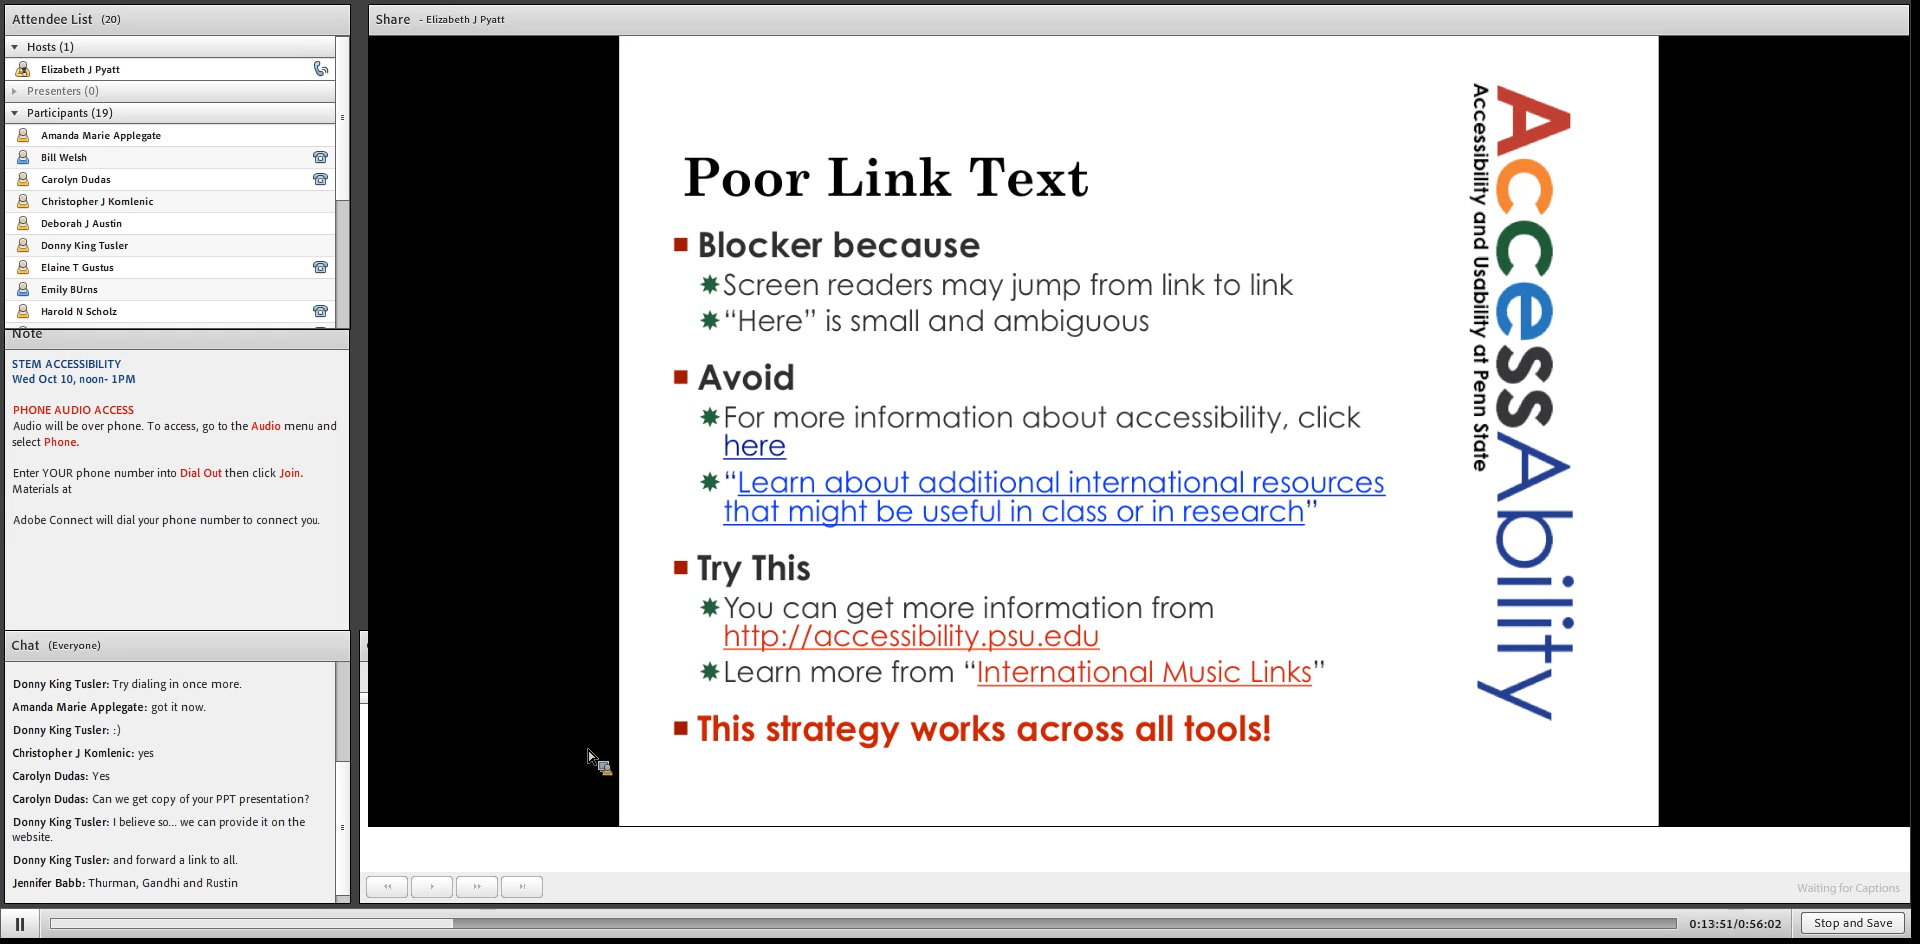 Attendee List (20)
Hosts (1)
Elizabeth J Pyatt
Presenters (0)
Participants (19)
Amanda Marie Applegate
Bill Welsh
Carolyn Dudas
Christopher J Komlenic
Deborah J Austin
Donny King Tusler
Elaine T Gustus
Emily BUrns
Harold N Scholz
Note
STEM ACCESSIBILITY
Wed Oct 10, noon- 1PM
PHONE AUDIO ACCESS
Audio will be over phone. To access, go to the Audio menu and
select Phone.
Enter YOUR phone number into Dial Out then click Join.
Materials at
Adobe Connect will dial your phone number to connect you.
Chat (Everyone)
Donny King Tusler: Try dialing in once more.
Amanda Marie Applegate: got it now.
Donny King Tusler: :)
Christopher J Komlenic: yes
Carolyn Dudas: Yes
Carolyn Dudas: Can we get copy of your PPT presentation?
Donny King Tusler: I believe so... we can provide it on the
website.
Donny King Tusler: and forward a link to all.
Jennifer Babb: Thurman, Gandhi and Rustin
Share - Elizabeth J Pyatt
Poor Link Text
Blocker because
Screen readers may jump from link to link
“Here” is small and ambiguous
Avoid
For more information about accessibility, click
here
“Learn about additional international resources
that might be useful in class or in research”
Try This
You can get more information from
http://accessibility.psu.edu
Learn more from “International Music Links”
This strategy works across all tools!
AccessAbility
Accessibility and Usability at Penn State
Waiting for Captions
0:13:51/0:56:02
Stop and Save